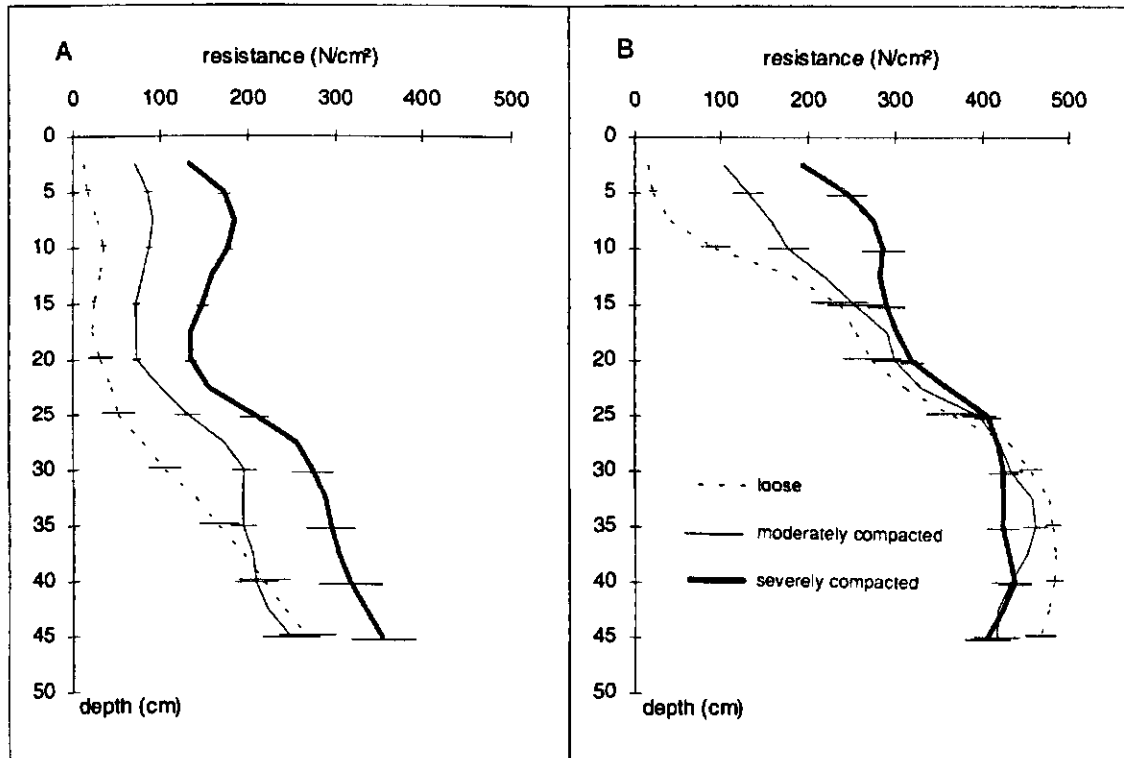 A
resistance (N/cm²)
0 100 200 300 400 500
0
5
10
15
20
25
30
35
40
45
50
depth (cm)
B
resistance (N/cm²)
0 100 200 300 400 500
0
5
10
15
20
25
30
35
40
45
50
loose
moderately compacted
severely compacted
depth (cm)